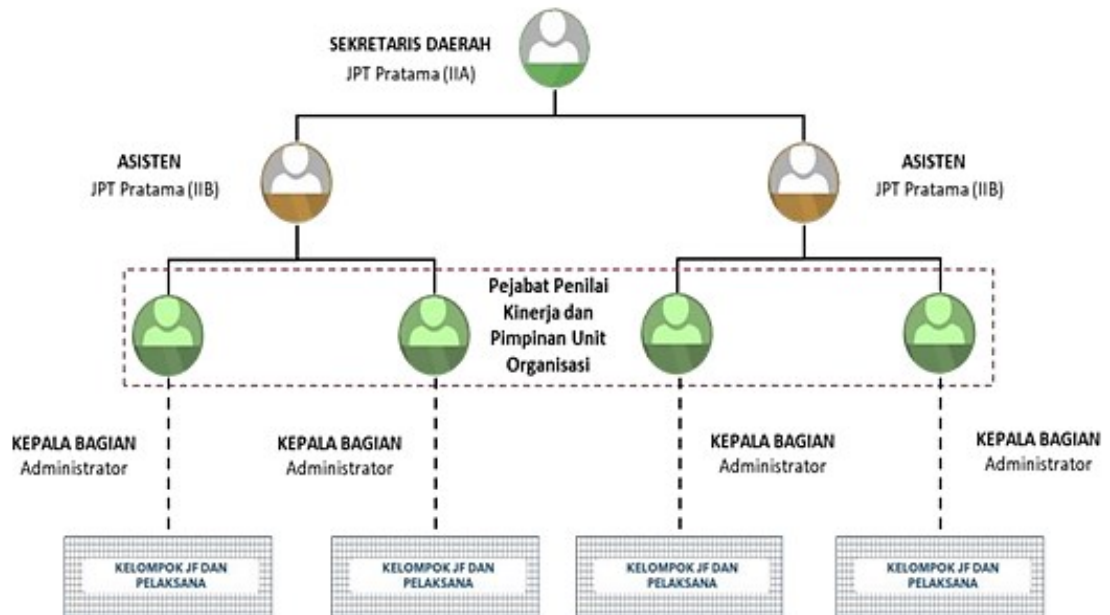 SEKRETARIS DAERAH
JPT Pratama (IIA)
ASISTEN
JPT Pratama (IIB)
ASISTEN
JPT Pratama (IIB)
Pejabat Penilai
Kinerja dan
Pimpinan Unit
Organisasi
KEPALA BAGIAN
Administrator
KEPALA BAGIAN
Administrator
KEPALA BAGIAN
Administrator
KEPALA BAGIAN
Administrator
KELOMPOK JF DAN
PELAKSANA
KELOMPOK JF DAN
PELAKSANA
KELOMPOK JF DAN
PELAKSANA
KELOMPOK JF DAN
PELAKSANA